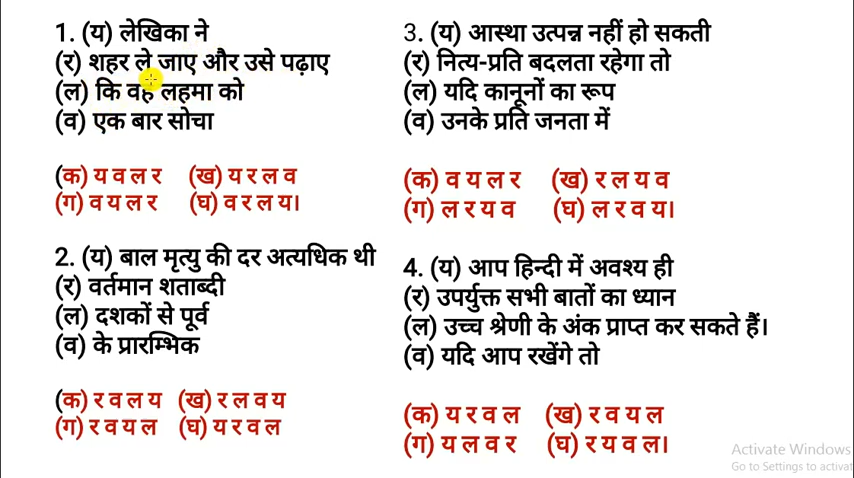 1. (य) लेखिका ने
(र) शहर ले जाए और उसे पढ़ाए
(ल) कि वह लहमा को
(व) एक बार सोचा
(क) य व ल र (ख) य र ल व
(ग) व य ल र (घ) व र ल य।
2. (य) बाल मृत्यु की दर अत्यधिक थी
(र) वर्तमान शताब्दी
(ल) दशकों से पूर्व
(व) के प्रारम्भिक
(क) र व ल य (ख) र ल व य
(ग) र व य ल (घ) य र व ल
3. (य) आस्था उत्पन्न नहीं हो सकती
(र) नित्य-प्रति बदलता रहेगा तो
(ल) यदि कानूनों का रूप
(व) उनके प्रति जनता में
(क) व य ल र (ख) र ल य व
(ग) ल र य व (घ) ल र व य।
4. (य) आप हिन्दी में अवश्य ही
(र) उपर्युक्त सभी बातों का ध्यान
(ल) उच्च श्रेणी के अंक प्राप्त कर सकते हैं।
(व) यदि आप रखेंगे तो
(क) य र व ल (ख) र व य ल
(ग) य ल व र (घ) र य व ल।
Activate Windows
Go to Settings to activat